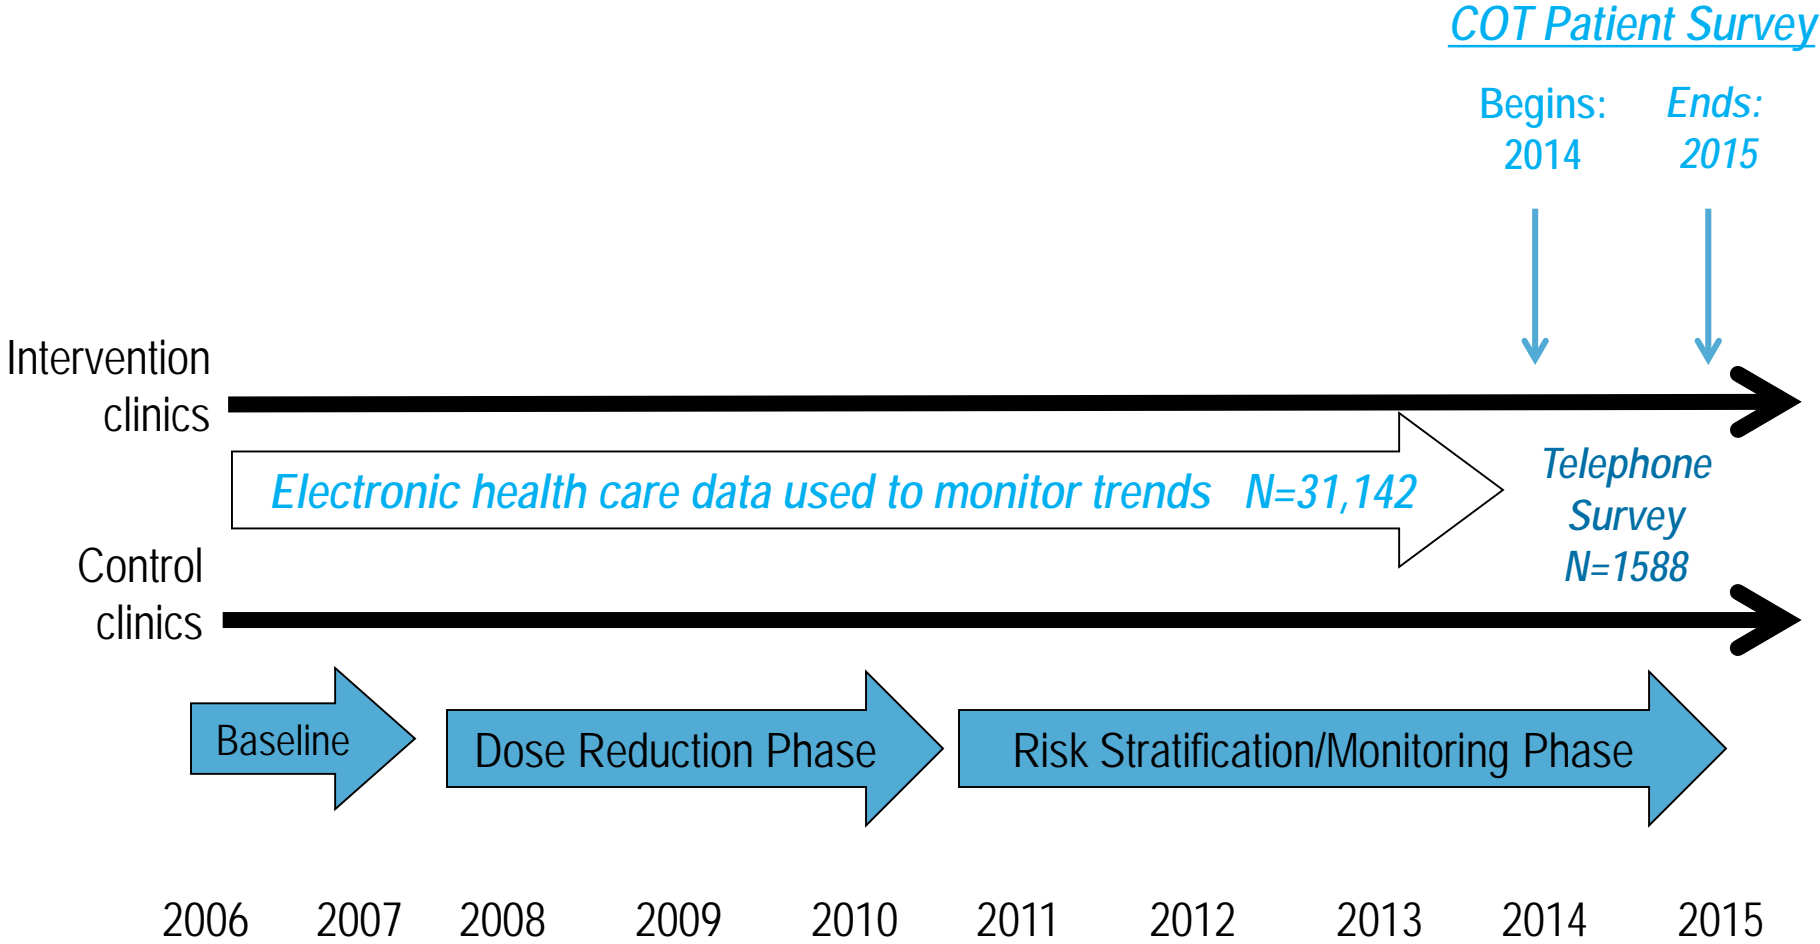 COT Patient Survey
Begins:
2014
Ends:
2015
Intervention
clinics
Electronic health care data used to monitor trends N=31,142
Telephone
Survey
N=1588
Control
clinics
Baseline
Dose Reduction Phase
Risk Stratification/Monitoring Phase
2006 2007 2008 2009 2010 2011 2012 2013 2014 2015